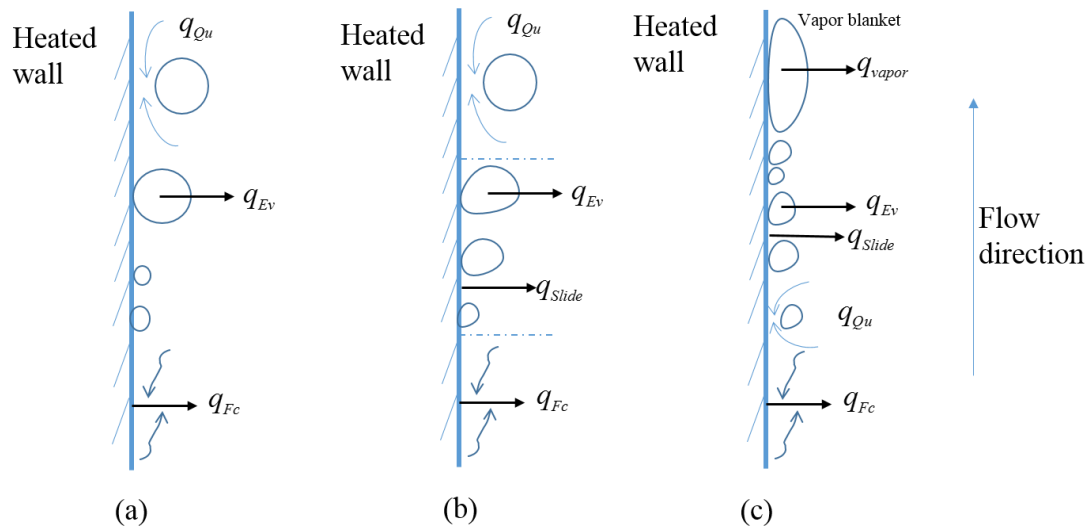 Heated
wall
q_Qu
q_Ev
q_Fc
(a)
Heated
wall
q_Qu
q_Ev
q_Slide
q_Fc
(b)
Heated
wall
Vapor blanket
q_vapor
q_Ev
q_Slide
q_Qu
q_Fc
(c)
Flow
direction